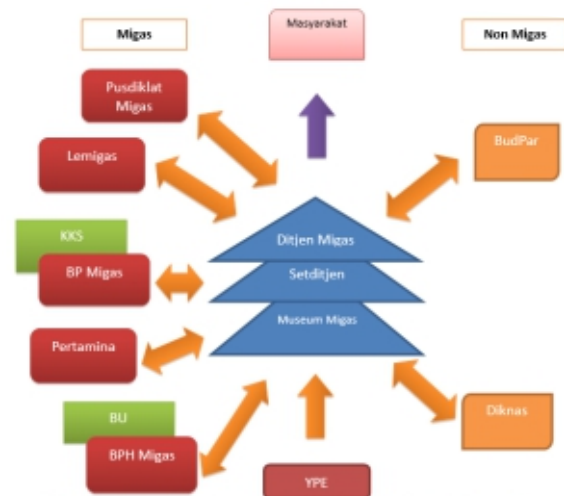 Migas
Masyarakat
Non Migas
Pusdiklat
Migas
Lemigas
BudPar
KKS
BP Migas
Ditjen Migas
Setditjen
Museum Migas
Pertamina
BU
BPH Migas
Diknas
YPE